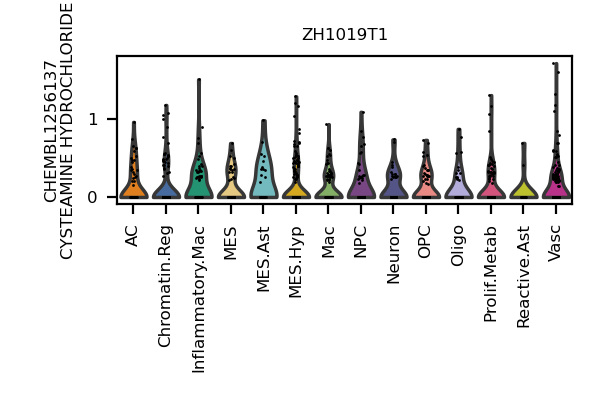 ZH1019T1
CHEMBL1256137
CYSTEAMINE HYDROCHLORIDE
1
0
AC
Chromatin.Reg
Inflammatory.Mac
MES
MES.Ast
MES.Hyp
Mac
NPC
Neuron
OPC
Oligo
Prolif.Metab
Reactive.Ast
Vasc